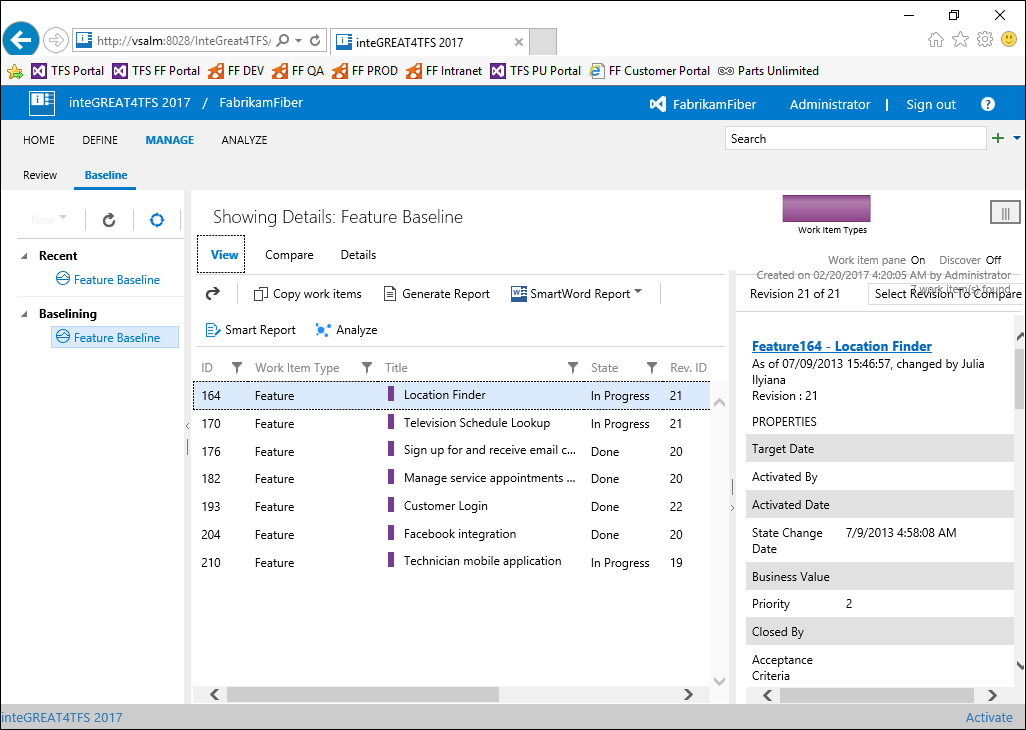 http://vsalm:8028/InteGreat4TFS/
inteGREAT4TFS 2017
TFS Portal TFS FF Portal FF DEV FF QA FF PROD FF Intranet TFS PU Portal FF Customer Portal Parts Unlimited
inteGREAT4TFS 2017 / FabrikamFiber
FabrikamFiber Administrator | Sign out ?
HOME DEFINE MANAGE ANALYZE
Search
Review Baseline
New
Recent
Feature Baseline
Baselining
Feature Baseline
Showing Details: Feature Baseline
Work Item Types
View Compare Details
Work item pane On Discover Off
Created on 02/20/2017 4:20:05 AM by Administrator
7 work item(s) found
Copy work items Generate Report SmartWord Report
Smart Report Analyze
ID Work Item Type Title State Rev. ID
164 Feature Location Finder In Progress 21
170 Feature Television Schedule Lookup In Progress 21
176 Feature Sign up for and receive email c... Done 20
182 Feature Manage service appointments ... Done 20
193 Feature Customer Login Done 22
204 Feature Facebook integration Done 20
210 Feature Technician mobile application In Progress 19
Revision 21 of 21 Select Revision To Compare
Feature164 - Location Finder
As of 07/09/2013 15:46:57, changed by Julia
Ilyiana
Revision : 21
PROPERTIES
Target Date
Activated By
Activated Date
State Change 7/9/2013 4:58:08 AM
Date
Business Value
Priority 2
Closed By
Acceptance
Criteria
inteGREAT4TFS 2017 Activate